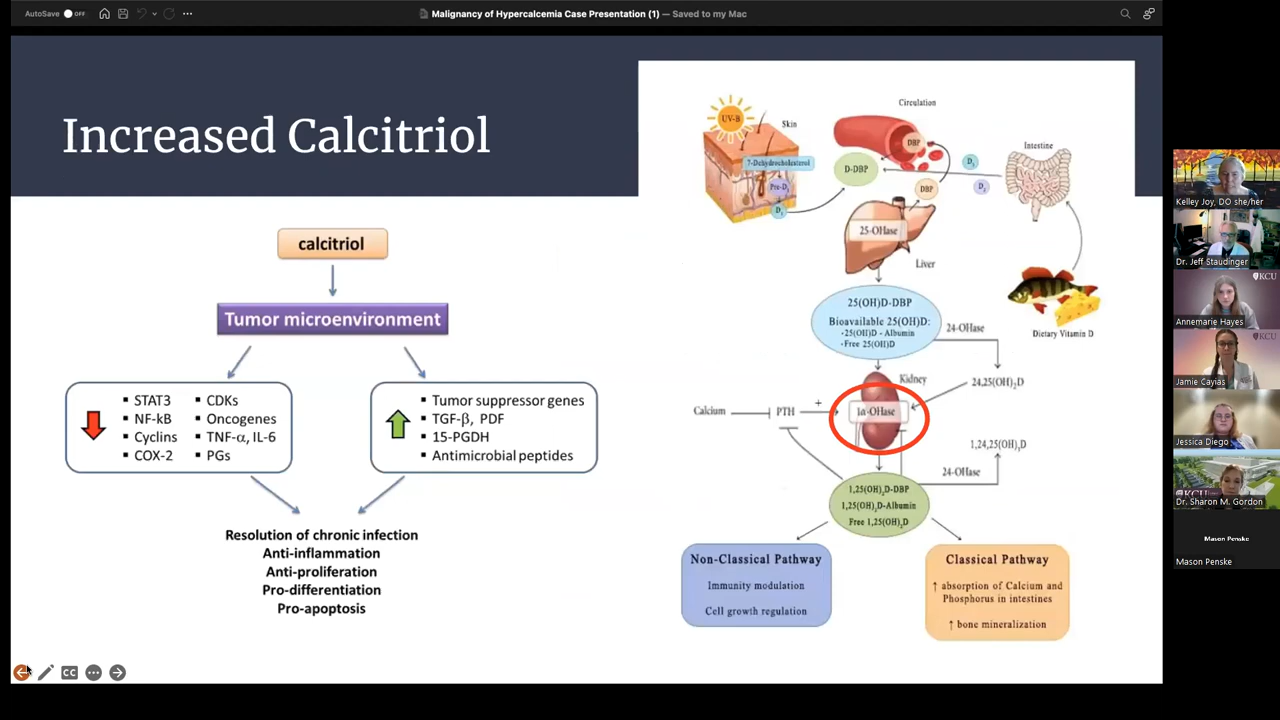 AutoSave OFF
Malignancy of Hypercalcemia Case Presentation (1) — Saved to my Mac
Increased Calcitriol
calcitriol
Tumor microenvironment
▪ STAT3
▪ NF-kB
▪ Cyclins
▪ COX-2
▪ CDKs
▪ Oncogenes
▪ TNF-α, IL-6
▪ PGs
▪ Tumor suppressor genes
▪ TGF-β, PDF
▪ 15-PGDH
▪ Antimicrobial peptides
Resolution of chronic infection
Anti-inflammation
Anti-proliferation
Pro-differentiation
Pro-apoptosis
UV-B
Skin
7-Dehydrocholesterol
Pre-D₃
D₃
Circulation
DBP
D-DBP
DBP
D₃
D₂
Intestine
25-OHase
Liver
Dietary Vitamin D
25(OH)D-DBP
Bioavailable 25(OH)D:
-25(OH)D - Albumin
-Free 25(OH)D
24-OHase
24,25(OH)₂D
Kidney
Calcium
PTH
+
1α-OHase
1,24,25(OH)₃D
24-OHase
1,25(OH)₂D-DBP
1,25(OH)₂D-Albumin
Free 1,25(OH)₂D
Non-Classical Pathway
Immunity modulation
Cell growth regulation
Classical Pathway
↑ absorption of Calcium and
Phosphorus in intestines
↑ bone mineralization
CC
Kelley Joy, DO she/her
Dr. Jeff Staudinger
KCU
Annemarie Hayes
KCU
Jamie Cayias
Jessica Diego
KCU
Dr. Sharon M. Gordon
Mason Penske
Mason Penske